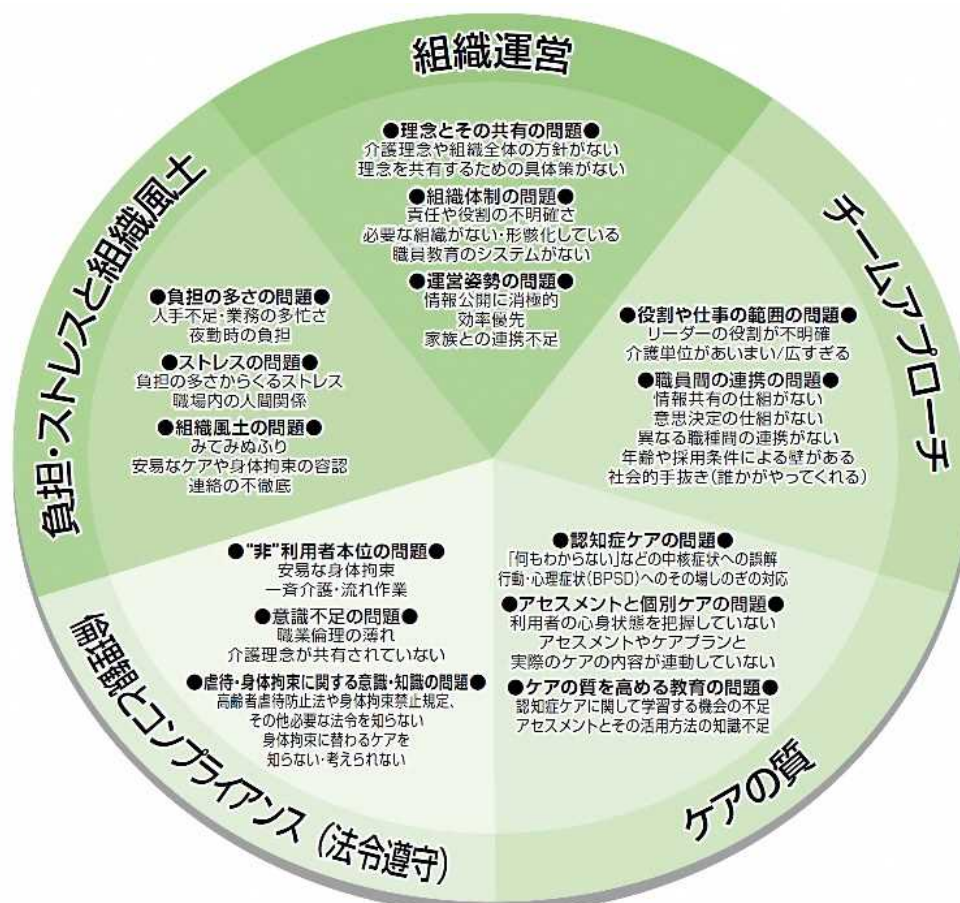 組織運営
●理念とその共有の問題●
介護理念や組織全体の方針がない
理念を共有するための具体策がない
●組織体制の問題●
責任や役割の不明確さ
必要な組織がない・形骸化している
職員教育のシステムがない
●運営姿勢の問題●
情報公開に消極的
効率優先
家族との連携不足
チームアプローチ
●役割や仕事の範囲の問題●
リーダーの役割が不明確
介護単位があいまい/広すぎる
●職員間の連携の問題●
情報共有の仕組がない
意思決定の仕組がない
異なる職種間の連携がない
年齢や採用条件による壁がある
社会的手抜き(誰かがやってくれる)
ケアの質
●認知症ケアの問題●
「何もわからない」などの中核症状への誤解
行動・心理症状(BPSD)へのその場しのぎの対応
●アセスメントと個別ケアの問題●
利用者の心身状態を把握していない
アセスメントやケアプランと
実際のケアの内容が連動していない
●ケアの質を高める教育の問題●
認知症ケアに関して学習する機会の不足
アセスメントとその活用方法の知識不足
倫理観とコンプライアンス(法令遵守)
●“非”利用者本位の問題●
安易な身体拘束
一斉介護・流れ作業
●意識不足の問題●
職業倫理の薄れ
介護理念が共有されていない
●虐待・身体拘束に関する意識・知識の問題●
高齢者虐待防止法や身体拘束禁止規定、
その他必要な法令を知らない
身体拘束に替わるケアを
知らない・考えられない
負担・ストレスと組織風土
●負担の多さの問題●
人手不足・業務の多忙さ
夜勤時の負担
●ストレスの問題●
負担の多さからくるストレス
職場内の人間関係
●組織風土の問題●
みてみぬふり
安易なケアや身体拘束の容認
連絡の不徹底